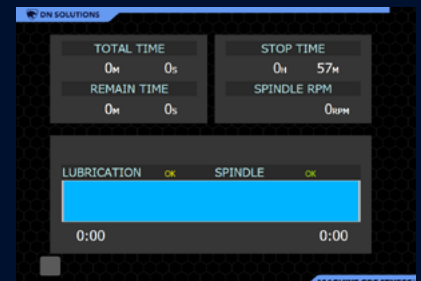 ON SOLUTIONS
TOTAL TIME
0M 0S
REMAIN TIME
0M 0S
STOP TIME
0H 57M
SPINDLE RPM
0RPM
LUBRICATION OK SPINDLE OK
0:00 0:00